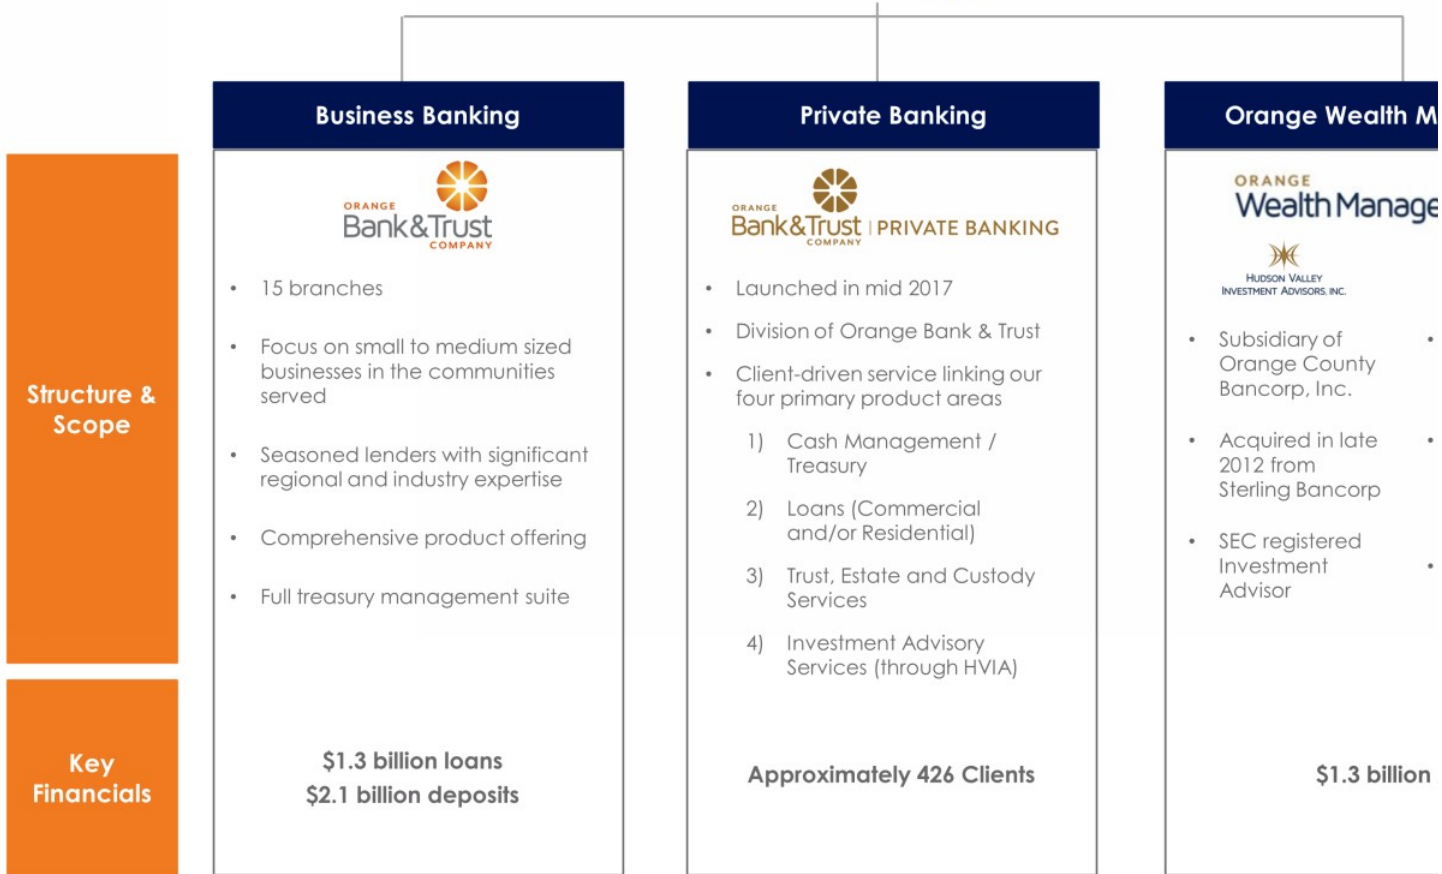 Business Banking
ORANGE
Bank&Trust
COMPANY
• 15 branches
• Focus on small to medium sized
businesses in the communities
served
• Seasoned lenders with significant
regional and industry expertise
• Comprehensive product offering
• Full treasury management suite
$1.3 billion loans
$2.1 billion deposits
Private Banking
ORANGE
Bank&Trust | PRIVATE BANKING
COMPANY
• Launched in mid 2017
• Division of Orange Bank & Trust
• Client-driven service linking our
four primary product areas
1) Cash Management /
Treasury
2) Loans (Commercial
and/or Residential)
3) Trust, Estate and Custody
Services
4) Investment Advisory
Services (through HVIA)
Approximately 426 Clients
Orange Wealth M
ORANGE
Wealth Manage
HUDSON VALLEY
INVESTMENT ADVISORS, INC.
• Subsidiary of
Orange County
Bancorp, Inc.
• Acquired in late
2012 from
Sterling Bancorp
• SEC registered
Investment
Advisor
$1.3 billion
Structure &
Scope
Key
Financials